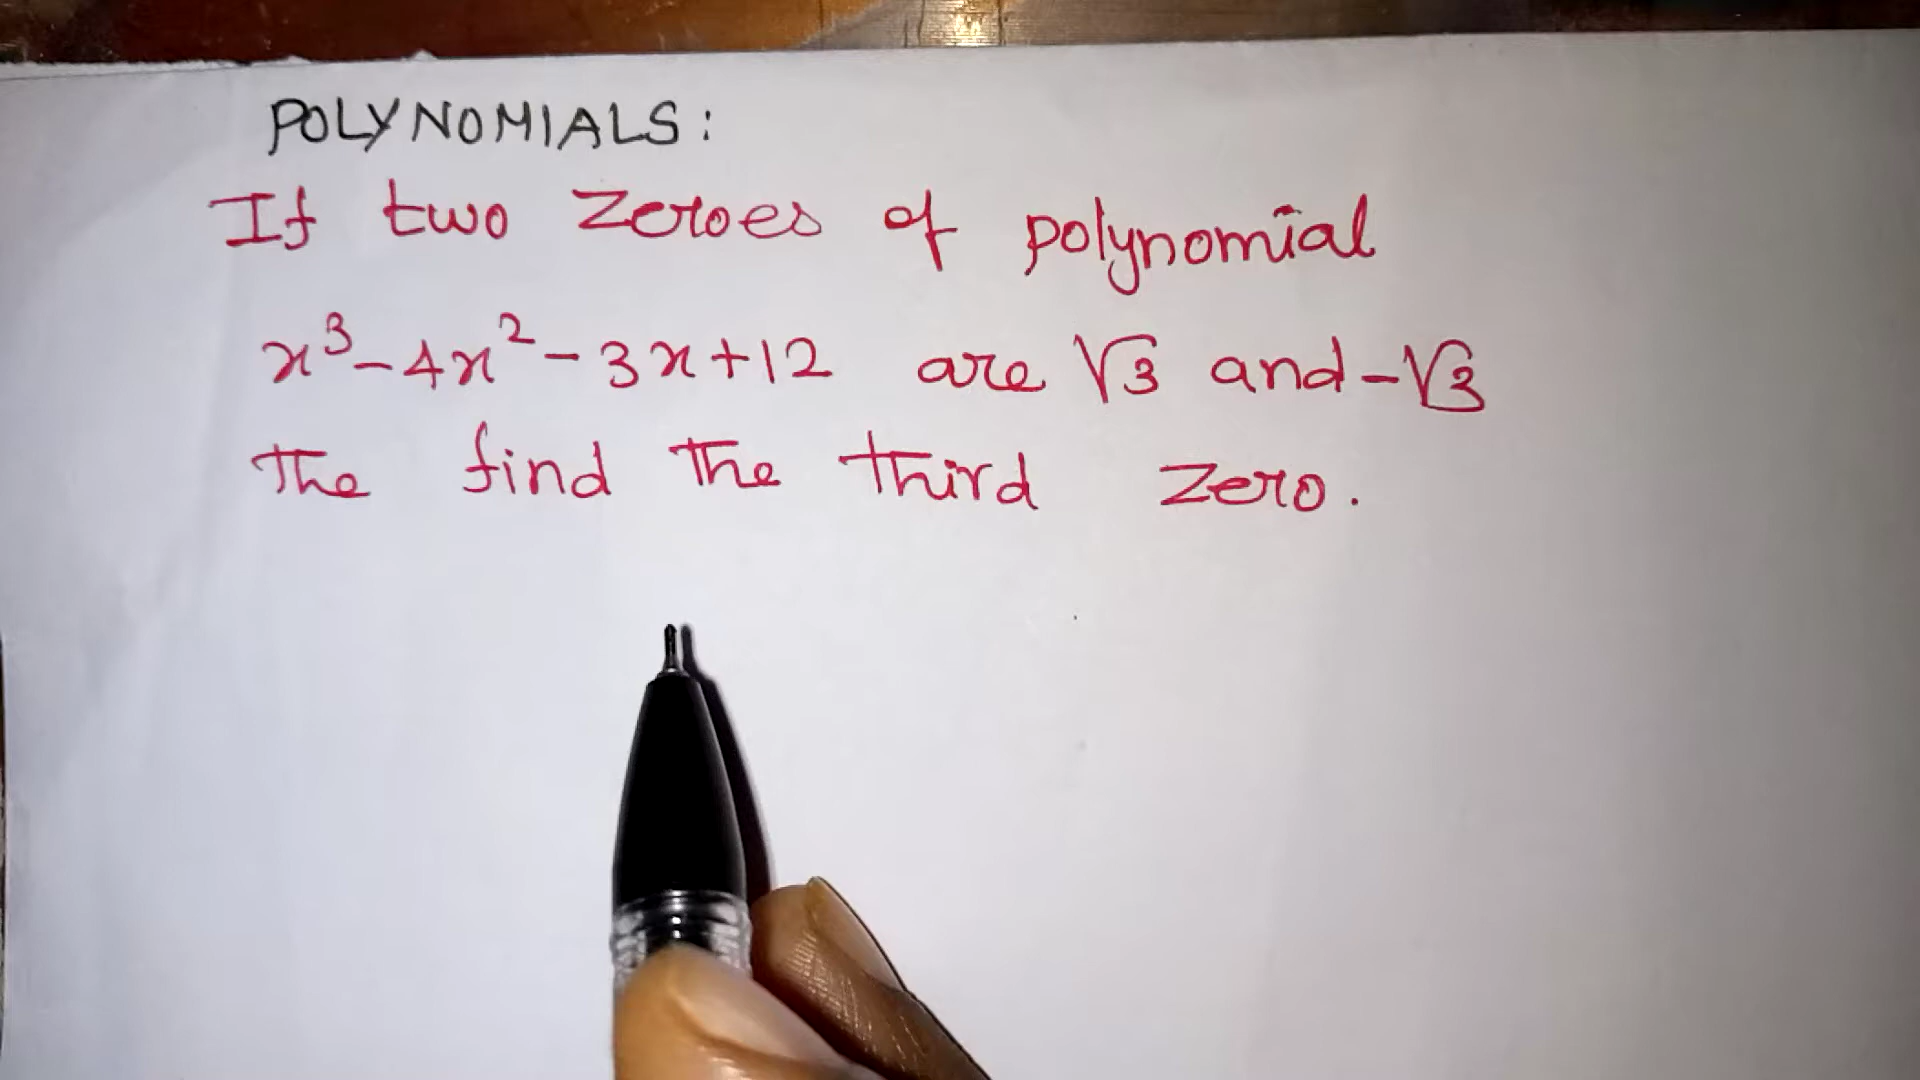 POLYNOMIALS:
If two zeroes of polynomial
x³-4x²-3x+12 are √3 and -√3
The find The third zero.